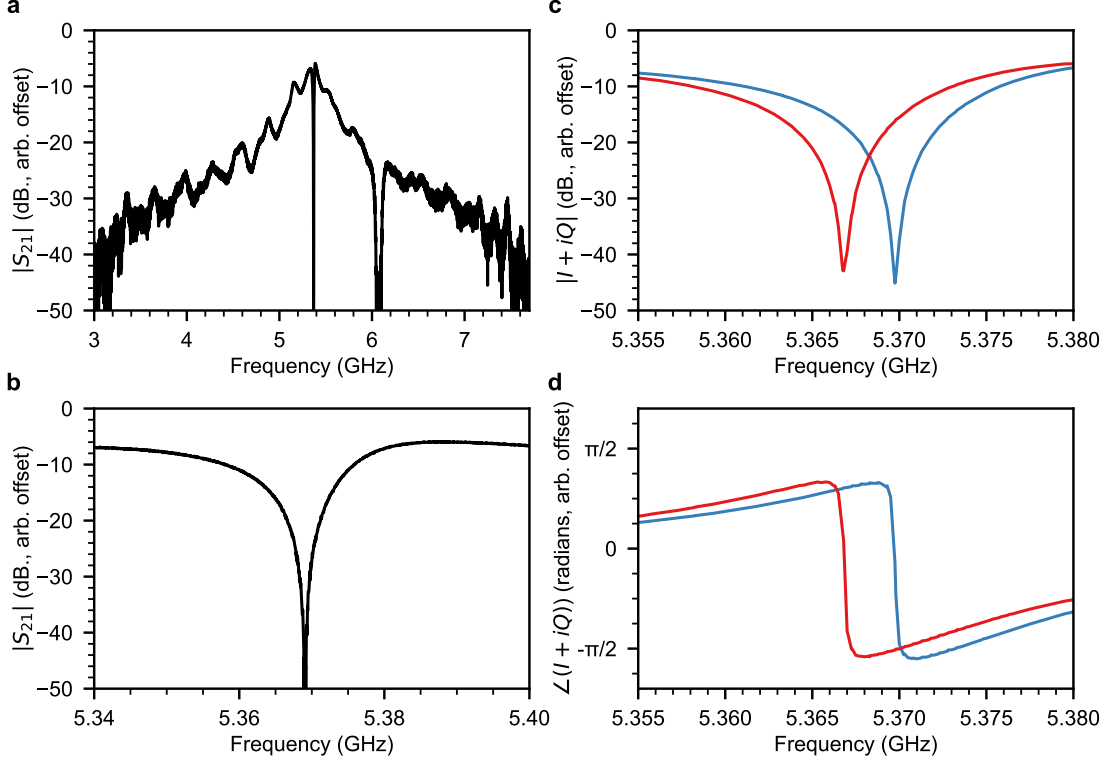 a
0
−10
−20
−30
−40
−50
|S21| (dB., arb. offset)
3
4
5
6
7
Frequency (GHz)
b
0
−10
−20
−30
−40
−50
|S21| (dB., arb. offset)
5.34
5.36
5.38
5.40
Frequency (GHz)
c
0
−10
−20
−30
−40
−50
|I + iQ| (dB., arb. offset)
5.355
5.360
5.365
5.370
5.375
5.380
Frequency (GHz)
d
π/2
0
-π/2
∠(I + iQ)) (radians, arb. offset)
5.355
5.360
5.365
5.370
5.375
5.380
Frequency (GHz)